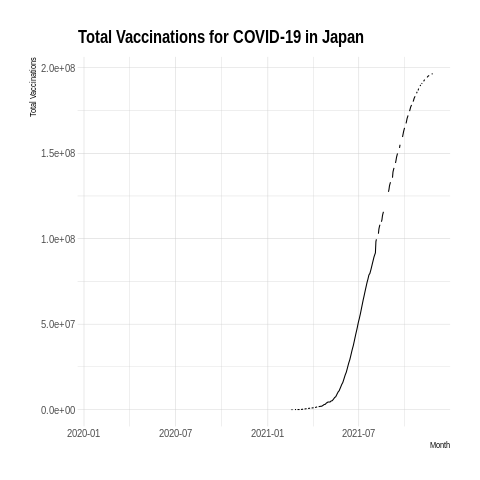 Total Vaccinations for COVID-19 in Japan
Total Vaccinations
2.0e+08
1.5e+08
1.0e+08
5.0e+07
0.0e+00
2020-01 2020-07 2021-01 2021-07
Month